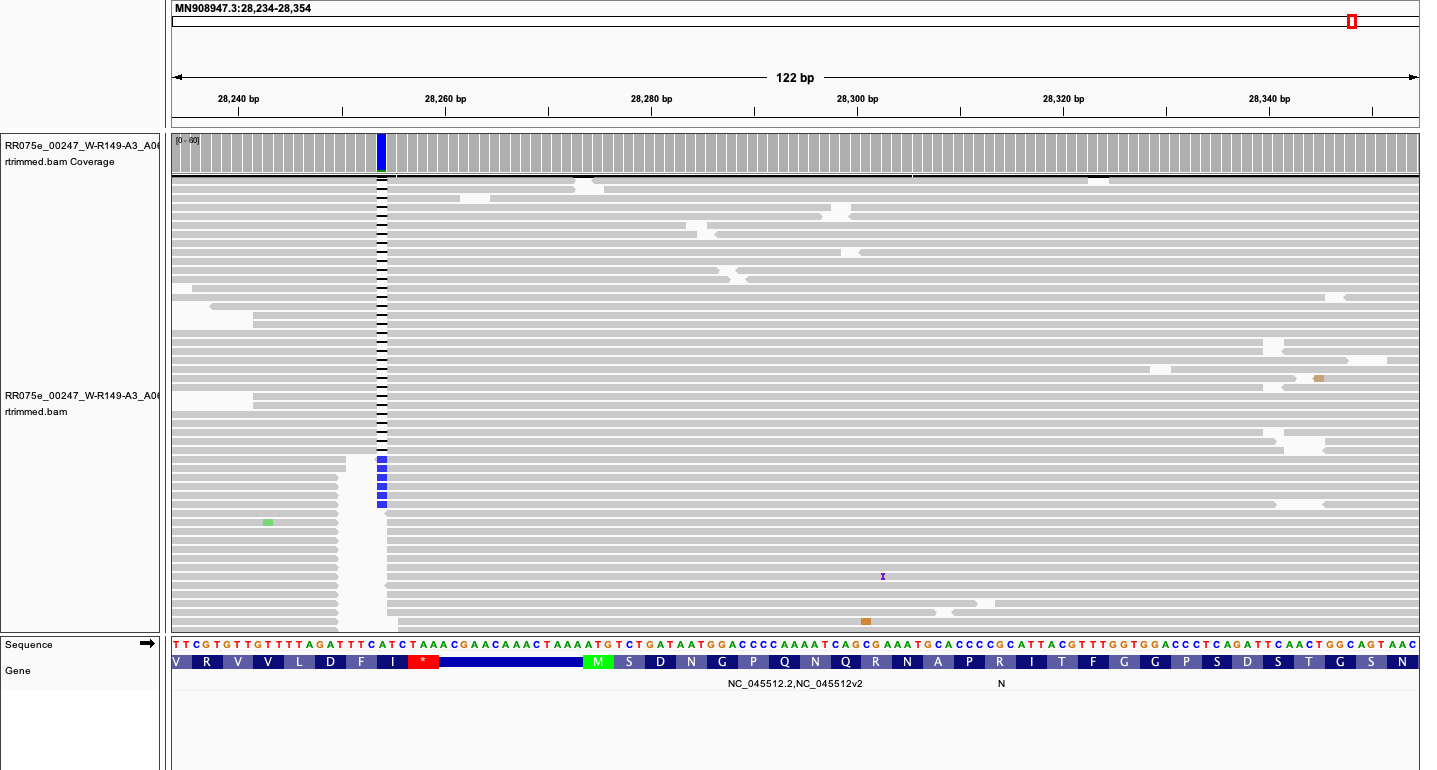 MN908947.3:28,234-28,354
122 bp
28,240 bp 28,260 bp 28,280 bp 28,300 bp 28,320 bp 28,340 bp
RR075e_00247_W-R149-A3_A0
rtrimmed.bam Coverage
[0 - 60]
RR075e_00247_W-R149-A3_A0
rtrimmed.bam
Sequence
TTCGTGTTGTTTTAGATTTCATCTAAACGAACAAACTAAAATGTCTGATAATGGACCCCAAAATCAGCGAAATGCACCCCGCATTACGTTTGGTGGACCCTCAGATTCAACTGGCAGTAAC
Gene
V R V V L D F I * M S D N G P Q N Q R N A P R I T F G G P S D S T G S N
NC_045512.2,NC_045512v2 N